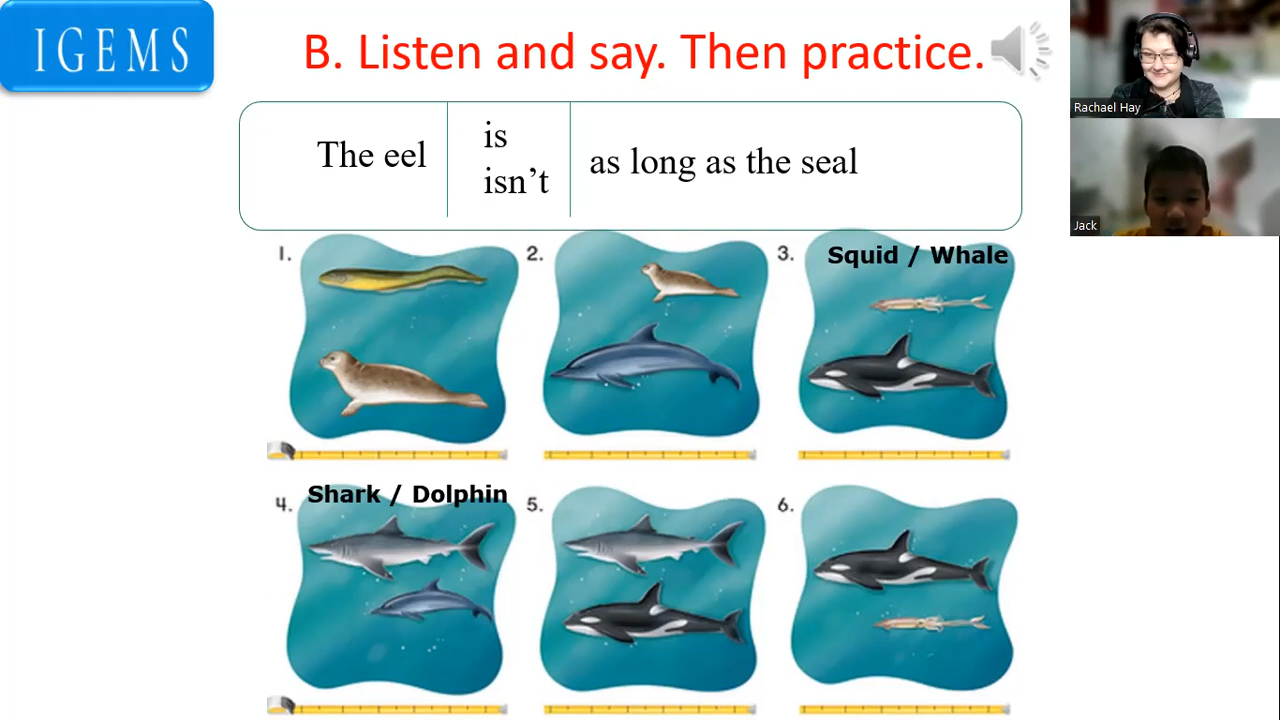 IGEMS
B. Listen and say. Then practice.
Rachael Hay
The eel
is
isn't
as long as the seal
Jack
1.
2.
3.
Squid / Whale
4.
Shark / Dolphin
5.
6.